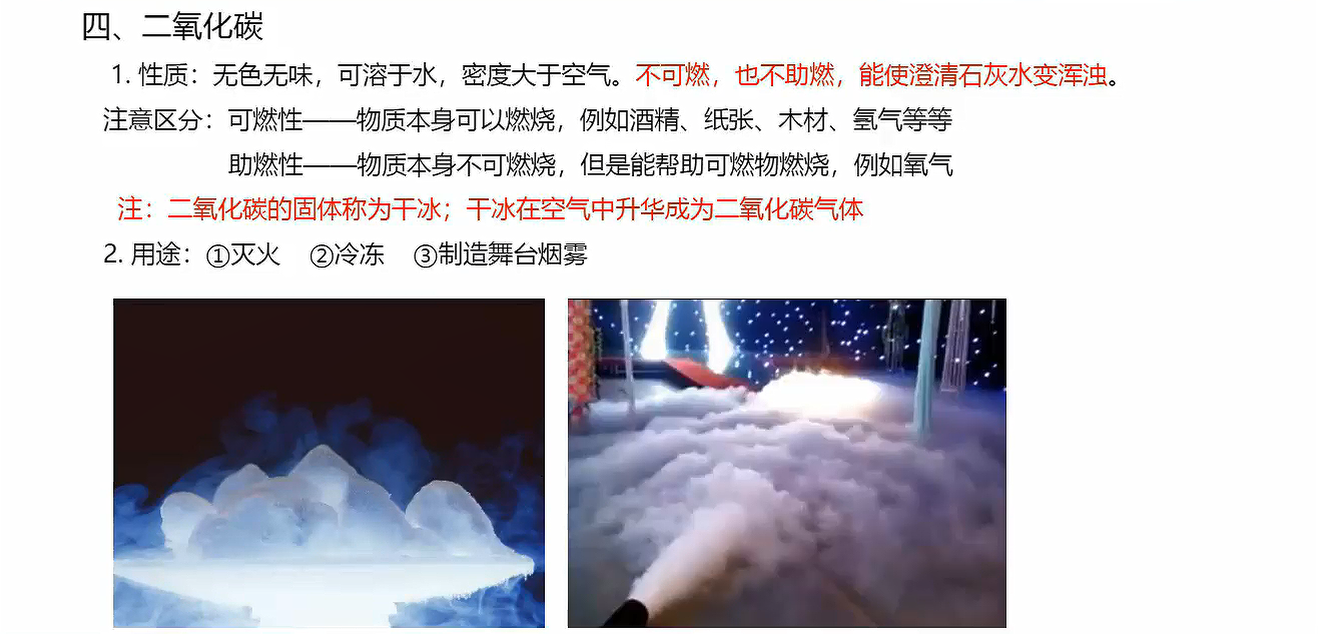 四、二氧化碳
1. 性质：无色无味，可溶于水，密度大于空气。不可燃，也不助燃，能使澄清石灰水变浑浊。
注意区分：可燃性——物质本身可以燃烧，例如酒精、纸张、木材、氢气等等
助燃性——物质本身不可燃烧，但是能帮助可燃物燃烧，例如氧气
注：二氧化碳的固体称为干冰；干冰在空气中升华成为二氧化碳气体
2. 用途：①灭火 ②冷冻 ③制造舞台烟雾